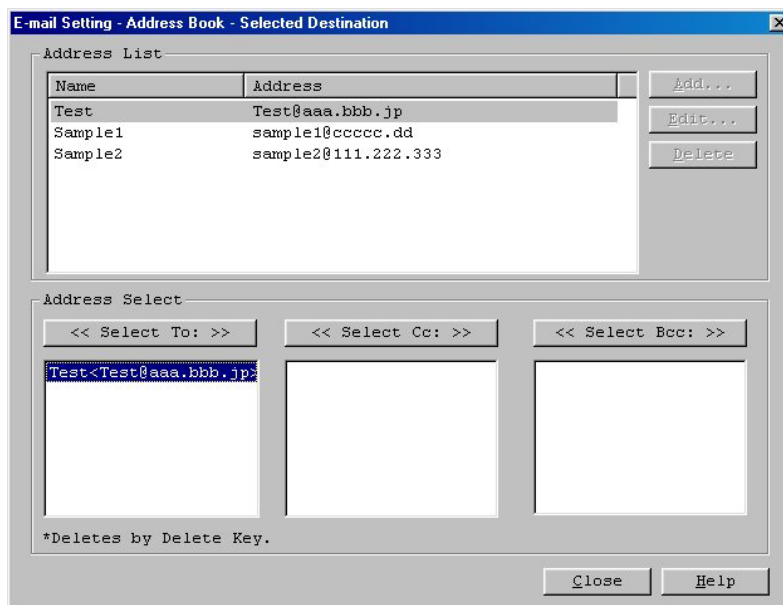 E-mail Setting - Address Book - Selected Destination
Address List
Name Address
Test Test@aaa.bbb.jp
Sample1 sample1@ccccc.dd
Sample2 sample2@111.222.333
Add...
Edit...
Delete
Address Select
<< Select To: >> << Select Cc: >> << Select Bcc: >>
Test<Test@aaa.bbb.jp>
*Deletes by Delete Key.
Close Help